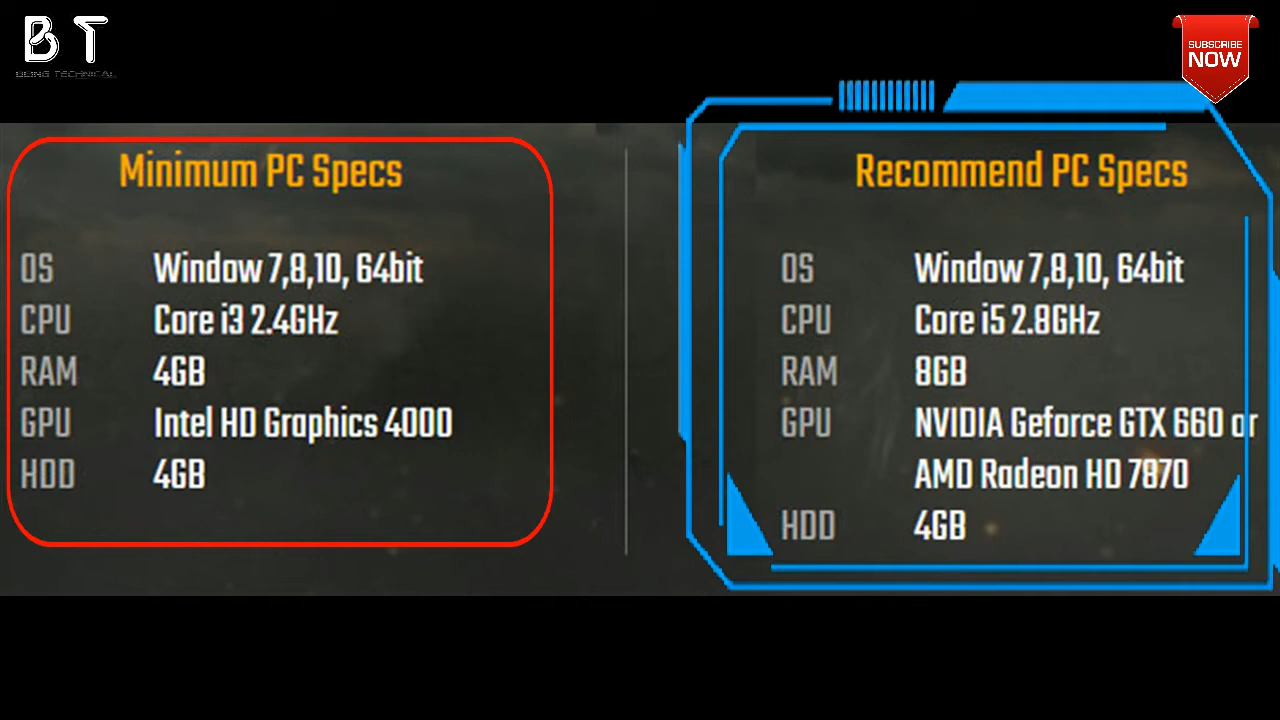 BT
BEING TECHNICAL
SUBSCRIBE
NOW
Minimum PC Specs
OS Window 7,8,10, 64bit
CPU Core i3 2.4GHz
RAM 4GB
GPU Intel HD Graphics 4000
HDD 4GB
Recommend PC Specs
OS Window 7,8,10, 64bit
CPU Core i5 2.8GHz
RAM 8GB
GPU NVIDIA Geforce GTX 660 or
AMD Radeon HD 7870
HDD 4GB